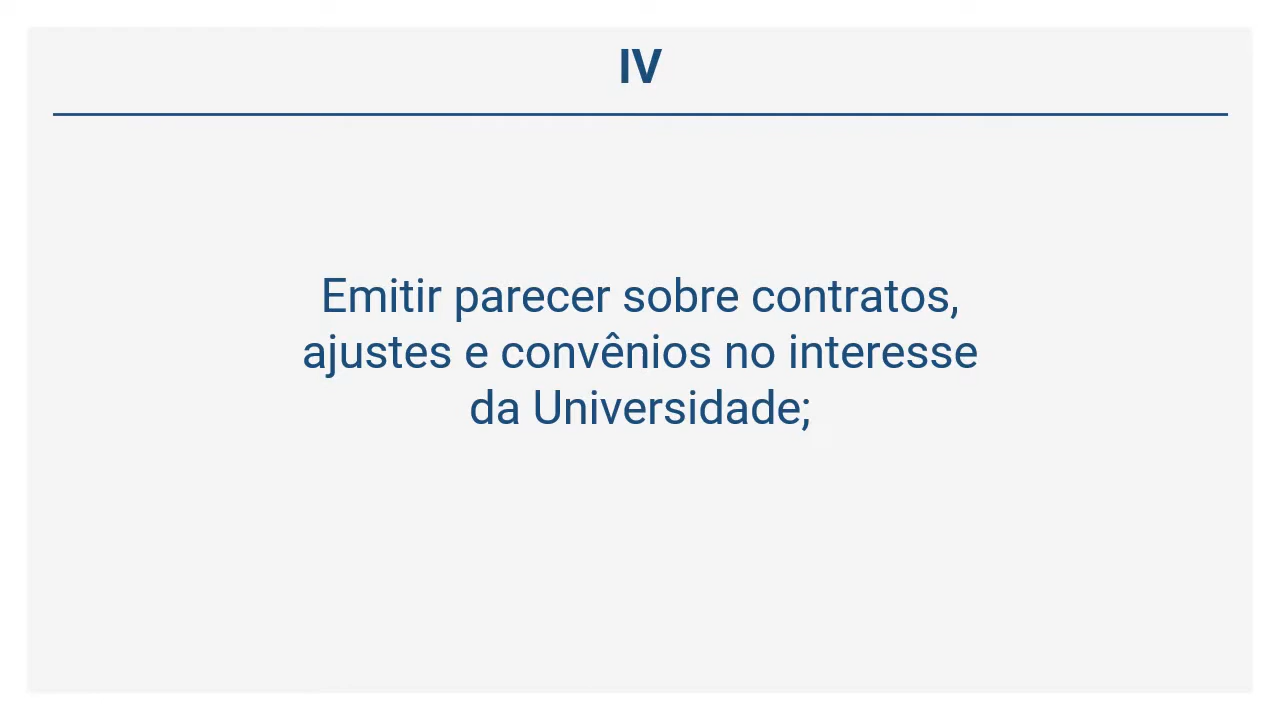 IV
Emitir parecer sobre contratos,
ajustes e convênios no interesse
da Universidade;